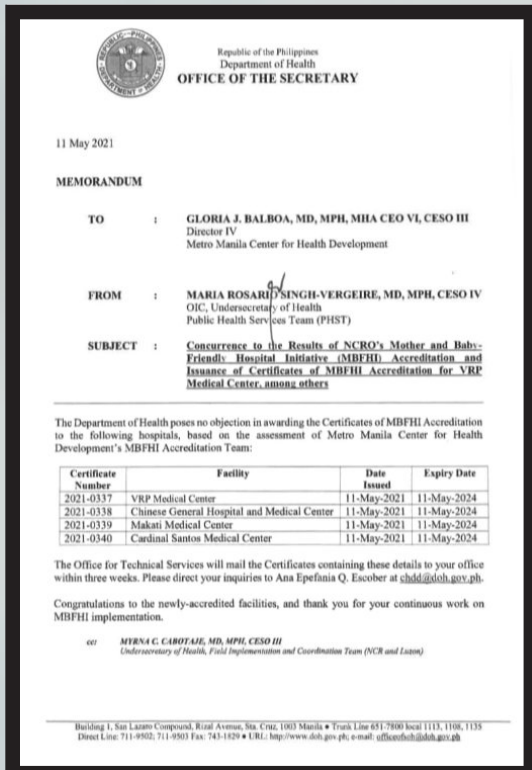 REPUBLIC OF THE PHILIPPINES
DEPARTMENT OF HEALTH
Republic of the Philippines
Department of Health
OFFICE OF THE SECRETARY
11 May 2021
MEMORANDUM
TO : GLORIA J. BALBOA, MD, MPH, MHA CEO VI, CESO III
Director IV
Metro Manila Center for Health Development
FROM : MARIA ROSARIO SINGH-VERGEIRE, MD, MPH, CESO IV
OIC, Undersecretary of Health
Public Health Services Team (PHST)
SUBJECT : Concurrence to the Results of NCRO's Mother and Baby-
Friendly Hospital Initiative (MBFHI) Accreditation and
Issuance of Certificates of MBFHI Accreditation for VRP
Medical Center, among others
The Department of Health poses no objection in awarding the Certificates of MBFHI Accreditation
to the following hospitals, based on the assessment of Metro Manila Center for Health
Development's MBFHI Accreditation Team:
Certificate Number Facility Date Issued Expiry Date
2021-0337 VRP Medical Center 11-May-2021 11-May-2024
2021-0338 Chinese General Hospital and Medical Center 11-May-2021 11-May-2024
2021-0339 Makati Medical Center 11-May-2021 11-May-2024
2021-0340 Cardinal Santos Medical Center 11-May-2021 11-May-2024
The Office for Technical Services will mail the Certificates containing these details to your office
within three weeks. Please direct your inquiries to Ana Epefania Q. Escober at chdd@doh.gov.ph.
Congratulations to the newly-accredited facilities, and thank you for your continuous work on
MBFHI implementation.
cc: MYRNA C. CABOTAJE, MD, MPH, CESO III
Undersecretary of Health, Field Implementation and Coordination Team (NCR and Luzon)
Building 1, San Lazaro Compound, Rizal Avenue, Sta. Cruz, 1003 Manila ● Trunk Line 651-7800 local 1113, 1108, 1135
Direct Line: 711-9502; 711-9503 Fax: 743-1829 ● URL: http://www.doh.gov.ph; e-mail: